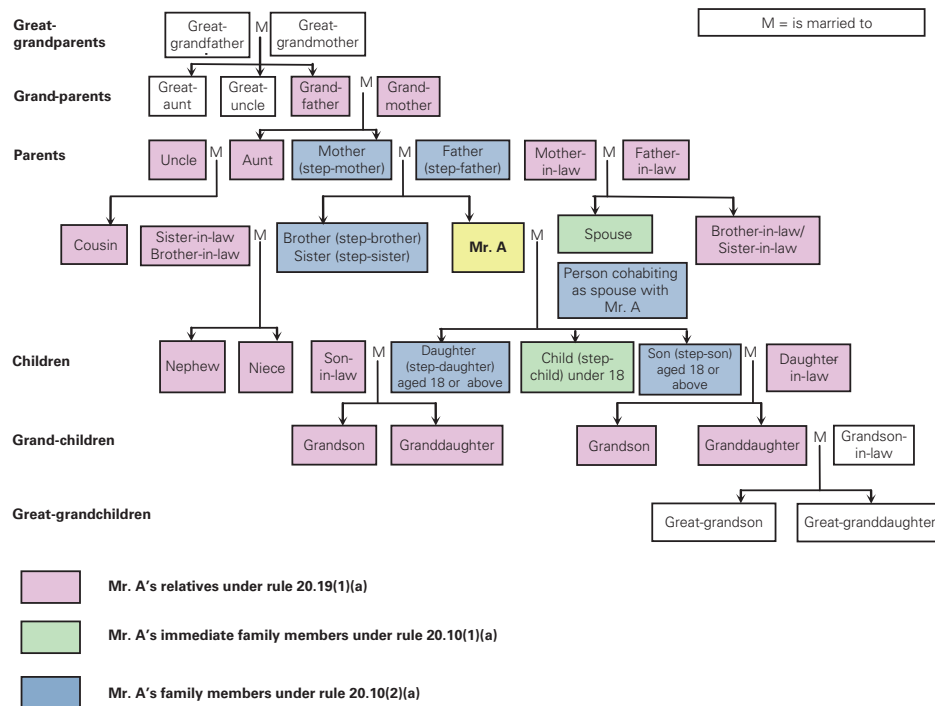 Great-
grandparents
Great-
grandfather
M
Great-
grandmother
M = is married to
Grand-parents
Great-
aunt
Great-
uncle
Grand-
father
M
Grand-
mother
Parents
Uncle
M
Aunt
Mother
(step-mother)
M
Father
(step-father)
Mother-
in-law
M
Father-
in-law
Cousin
Sister-in-law
Brother-in-law
M
Brother (step-brother)
Sister (step-sister)
Mr. A
M
Spouse
Brother-in-law/
Sister-in-law
Person cohabiting
as spouse with
Mr. A
Children
Nephew
Niece
Son-
in-law
M
Daughter
(step-daughter)
aged 18 or above
Child (step-
child) under 18
Son (step-son)
aged 18 or
above
M
Daughter-
in-law
Grand-children
Grandson
Granddaughter
Grandson
Granddaughter
M
Grandson-
in-law
Great-grandchildren
Great-grandson
Great-granddaughter
Mr. A's relatives under rule 20.19(1)(a)
Mr. A's immediate family members under rule 20.10(1)(a)
Mr. A's family members under rule 20.10(2)(a)